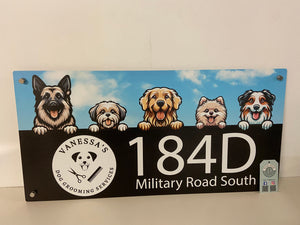 VANESSA'S
DOG GROOMING SERVICES
184D
Military Road South